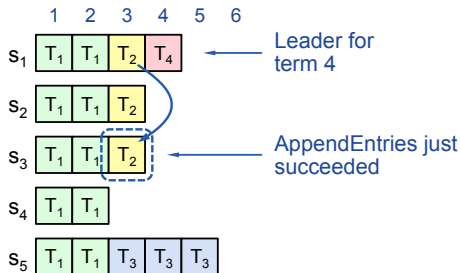 1 2 3 4 5 6
s1 T1 T1 T2 T4
Leader for
term 4
s2 T1 T1 T2
s3 T1 T1 T2
AppendEntries just
succeeded
s4 T1 T1
s5 T1 T1 T3 T3 T3